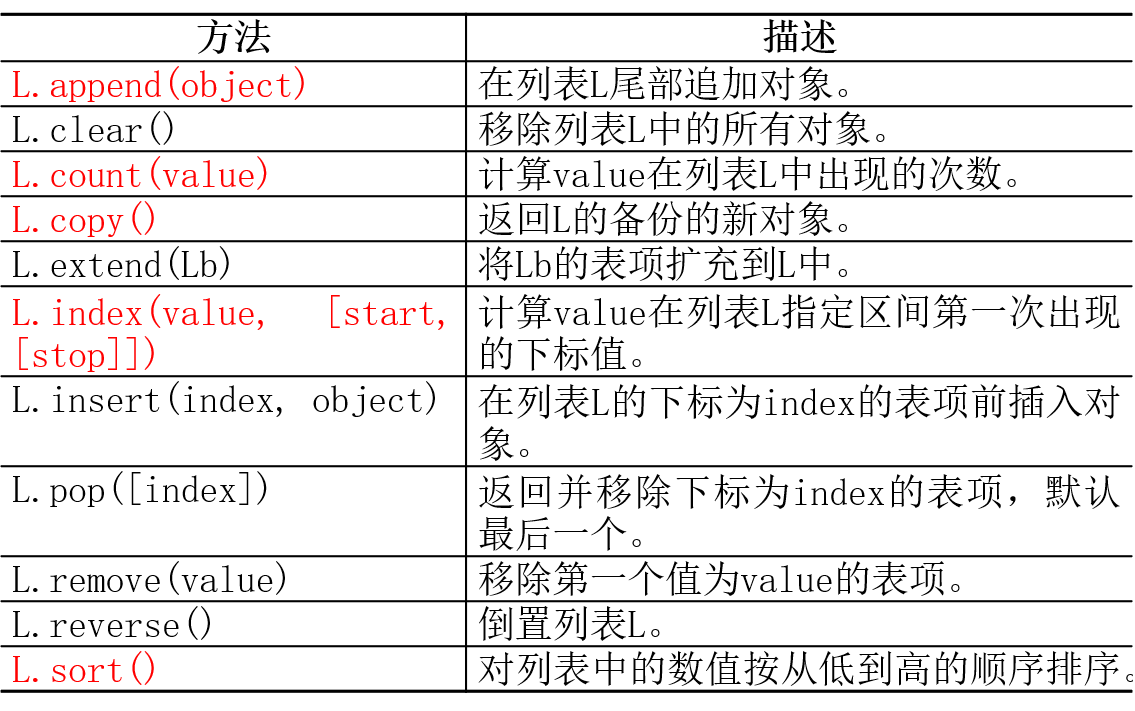 方法 描述
L.append(object) 在列表L尾部追加对象。
L.clear() 移除列表L中的所有对象。
L.count(value) 计算value在列表L中出现的次数。
L.copy() 返回L的备份的新对象。
L.extend(Lb) 将Lb的表项扩充到L中。
L.index(value, [start, 计算value在列表L指定区间第一次出现
[stop]]) 的下标值。
L.insert(index, object) 在列表L的下标为index的表项前插入对
象。
L.pop([index]) 返回并移除下标为index的表项，默认
最后一个。
L.remove(value) 移除第一个值为value的表项。
L.reverse() 倒置列表L。
L.sort() 对列表中的数值按从低到高的顺序排序。